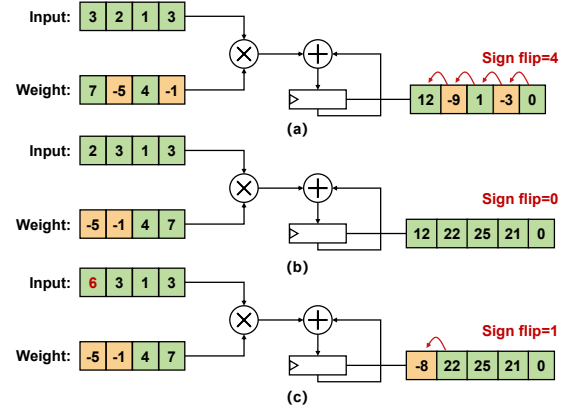 Input: 3 2 1 3
Sign flip=4
Weight: 7 -5 4 -1
12 -9 1 -3 0
(a)
Input: 2 3 1 3
Sign flip=0
Weight: -5 -1 4 7
12 22 25 21 0
(b)
Input: 6 3 1 3
Sign flip=1
Weight: -5 -1 4 7
-8 22 25 21 0
(c)